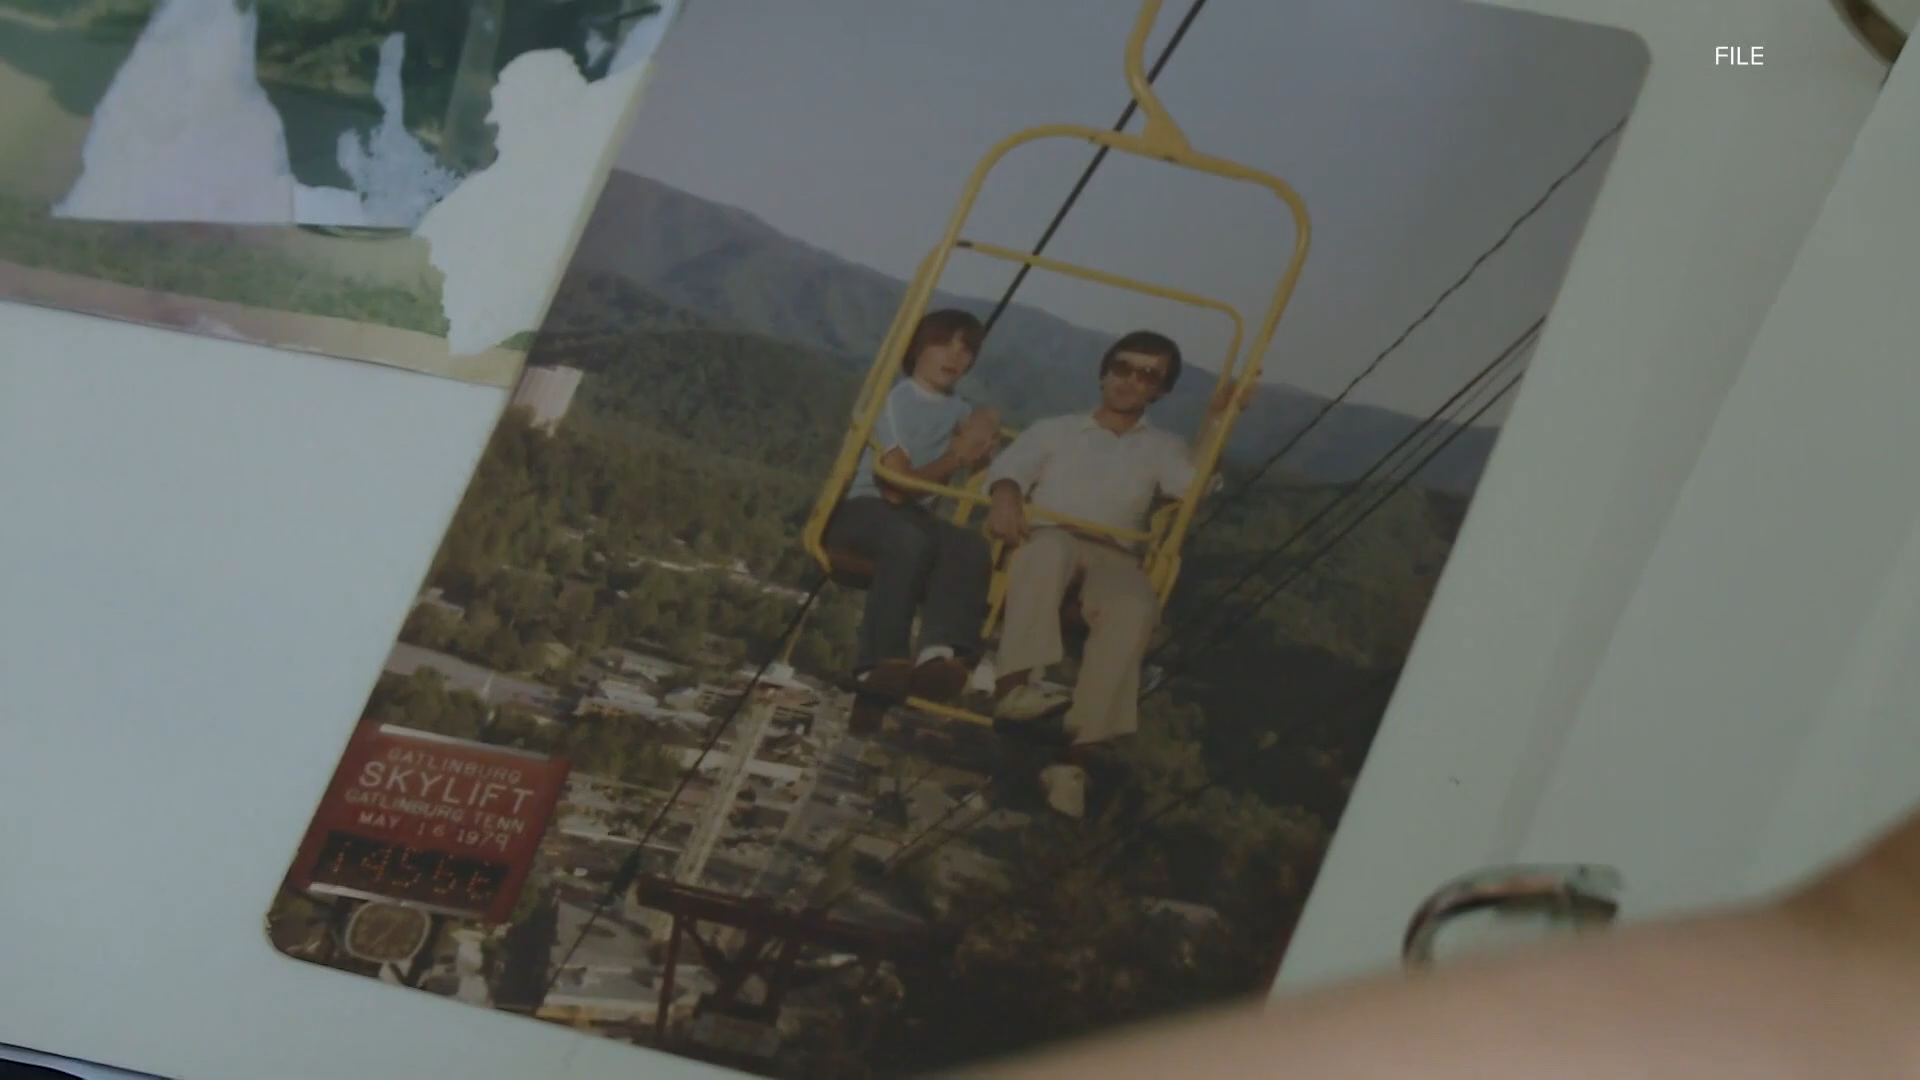 FILE
GATLINBURG
SKYLIFT
GATLINBURG, TENN
MAY 16 1979